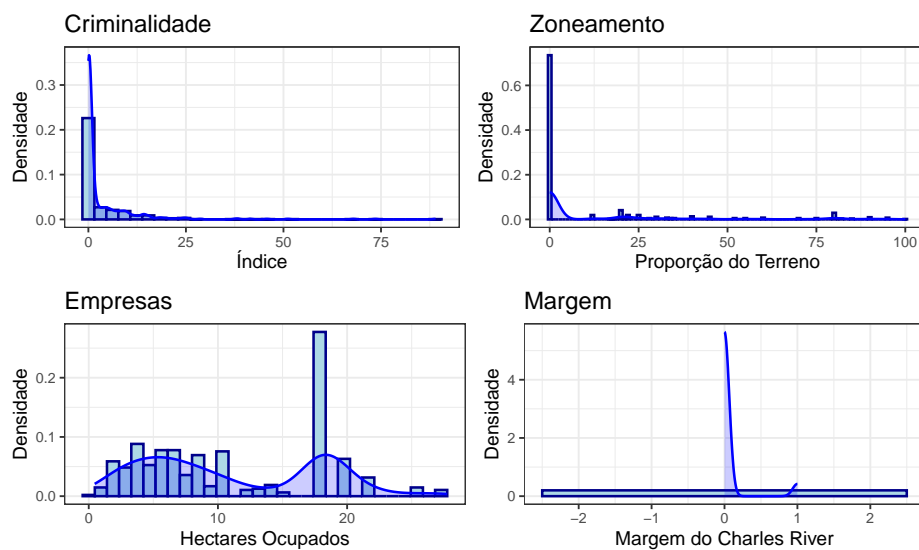 Criminalidade
Densidade
0.3
0.2
0.1
0.0
0
25
50
75
Índice
Zoneamento
Densidade
0.6
0.4
0.2
0.0
0
25
50
75
100
Proporção do Terreno
Empresas
Densidade
0.2
0.1
0.0
0
10
20
Hectares Ocupados
Margem
Densidade
4
2
0
−2
−1
0
1
2
Margem do Charles River